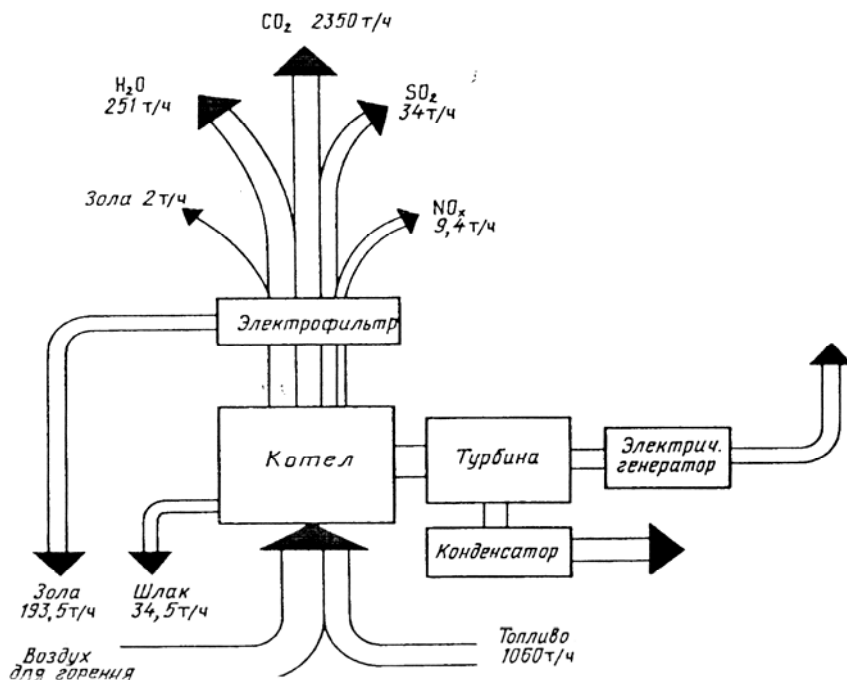 CO₂ 2350 т/ч
H₂O
251 т/ч
SO₂
34 т/ч
Зола 2 т/ч
NOₓ
9,4 т/ч
Электрофильтр
Котел
Турбина
Электрич.
генератор
Конденсатор
Зола
193,5 т/ч
Шлак
34,5 т/ч
Воздух
для горения
Топливо
1060 т/ч